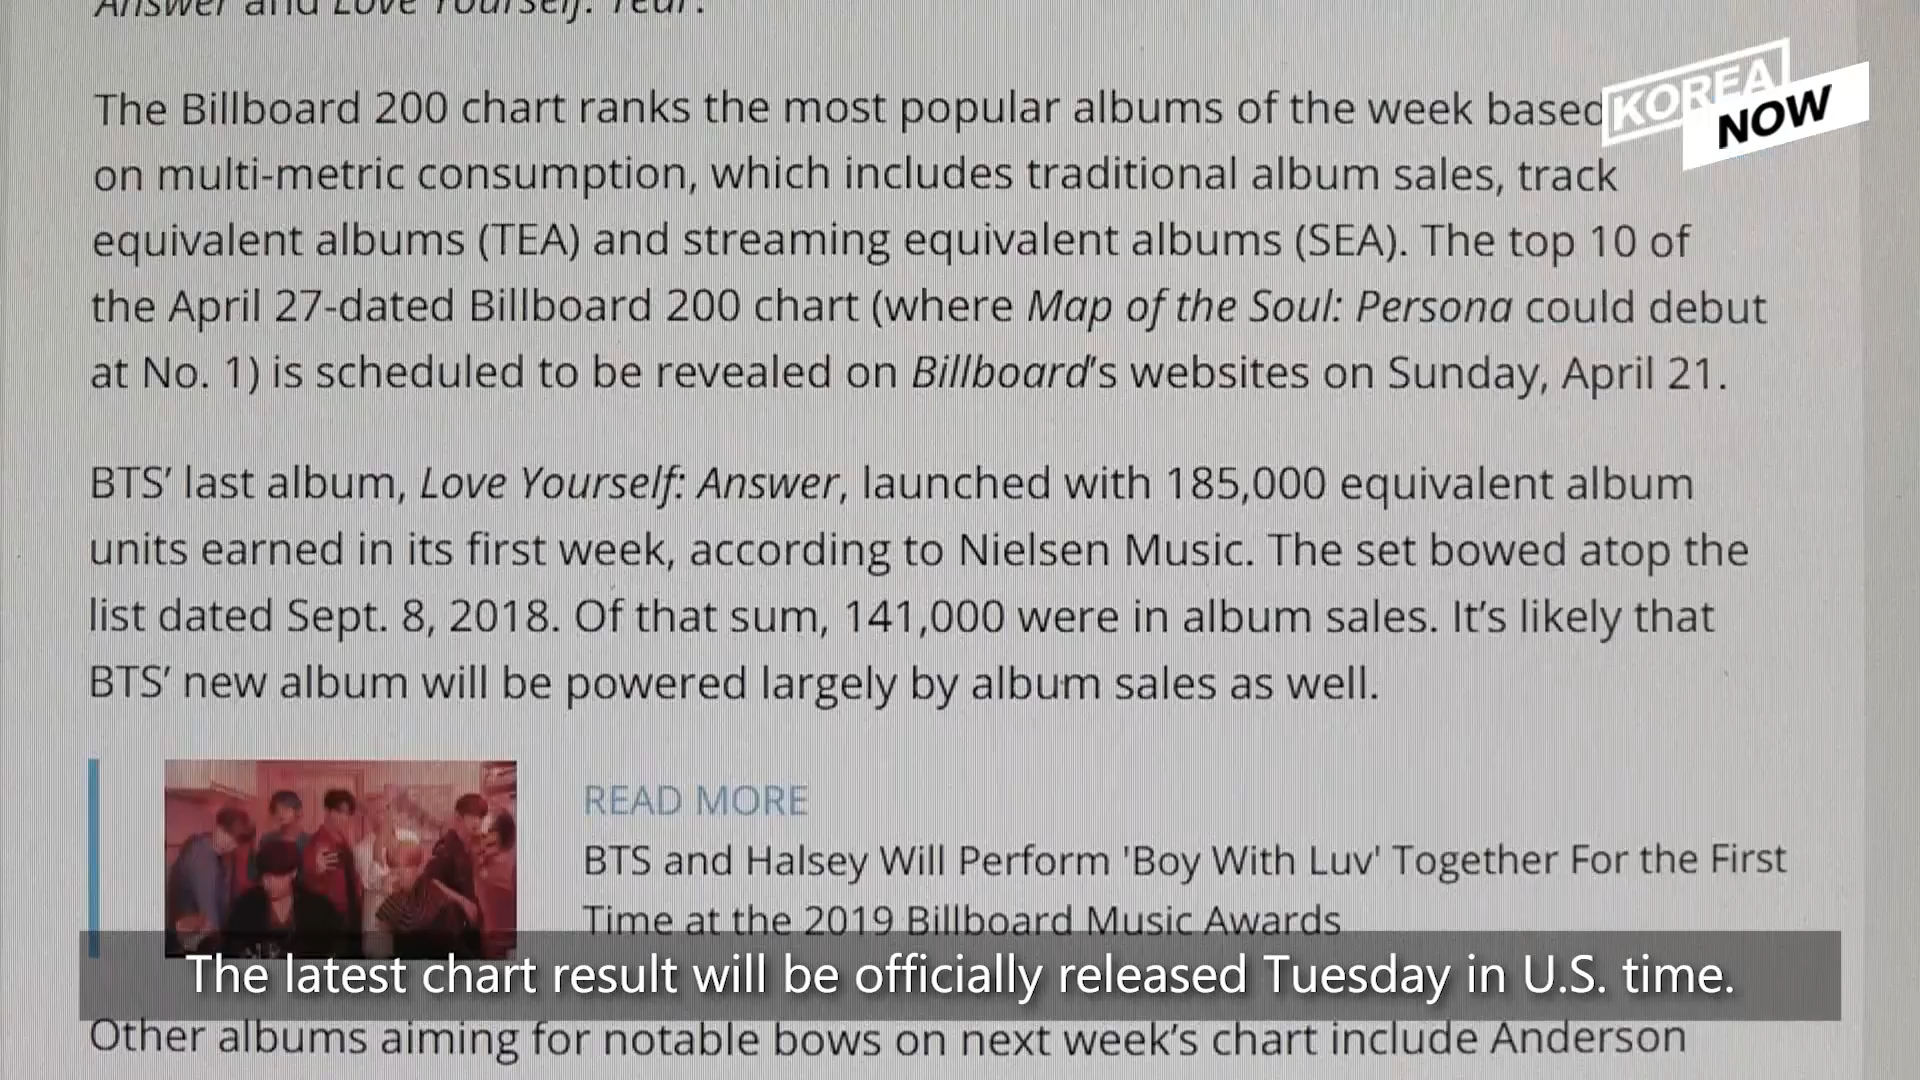 Answer and Love Yourself: Tear.
The Billboard 200 chart ranks the most popular albums of the week based
KOREA
NOW
on multi-metric consumption, which includes traditional album sales, track
equivalent albums (TEA) and streaming equivalent albums (SEA). The top 10 of
the April 27-dated Billboard 200 chart (where Map of the Soul: Persona could debut
at No. 1) is scheduled to be revealed on Billboard's websites on Sunday, April 21.
BTS’ last album, Love Yourself: Answer, launched with 185,000 equivalent album
units earned in its first week, according to Nielsen Music. The set bowed atop the
list dated Sept. 8, 2018. Of that sum, 141,000 were in album sales. It’s likely that
BTS’ new album will be powered largely by album sales as well.
READ MORE
BTS and Halsey Will Perform 'Boy With Luv' Together For the First
Time at the 2019 Billboard Music Awards
The latest chart result will be officially released Tuesday in U.S. time.
Other albums aiming for notable bows on next week’s chart include Anderson